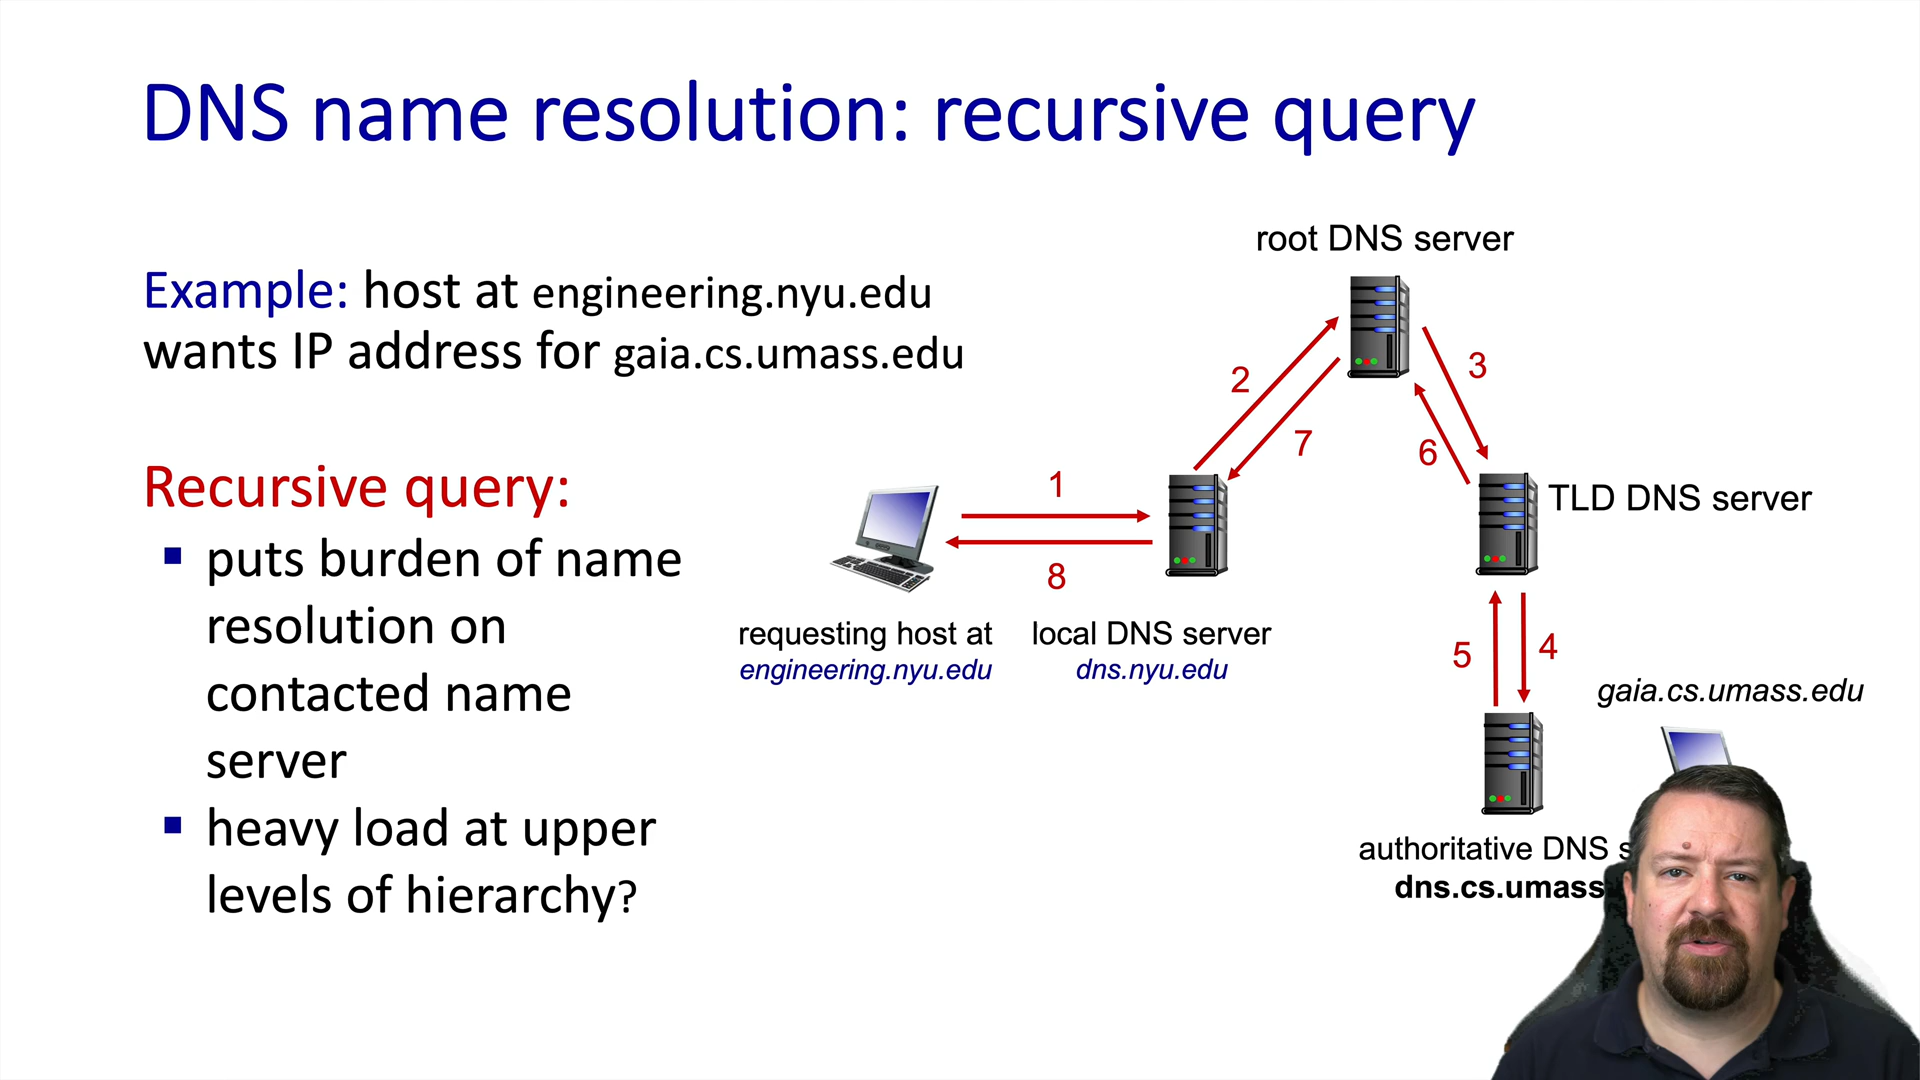 DNS name resolution: recursive query
Example: host at engineering.nyu.edu
wants IP address for gaia.cs.umass.edu
Recursive query:
▪ puts burden of name
resolution on
contacted name
server
▪ heavy load at upper
levels of hierarchy?
root DNS server
2
3
7
6
1
8
TLD DNS server
requesting host at
engineering.nyu.edu
local DNS server
dns.nyu.edu
5
4
gaia.cs.umass.edu
authoritative DNS
dns.cs.umass